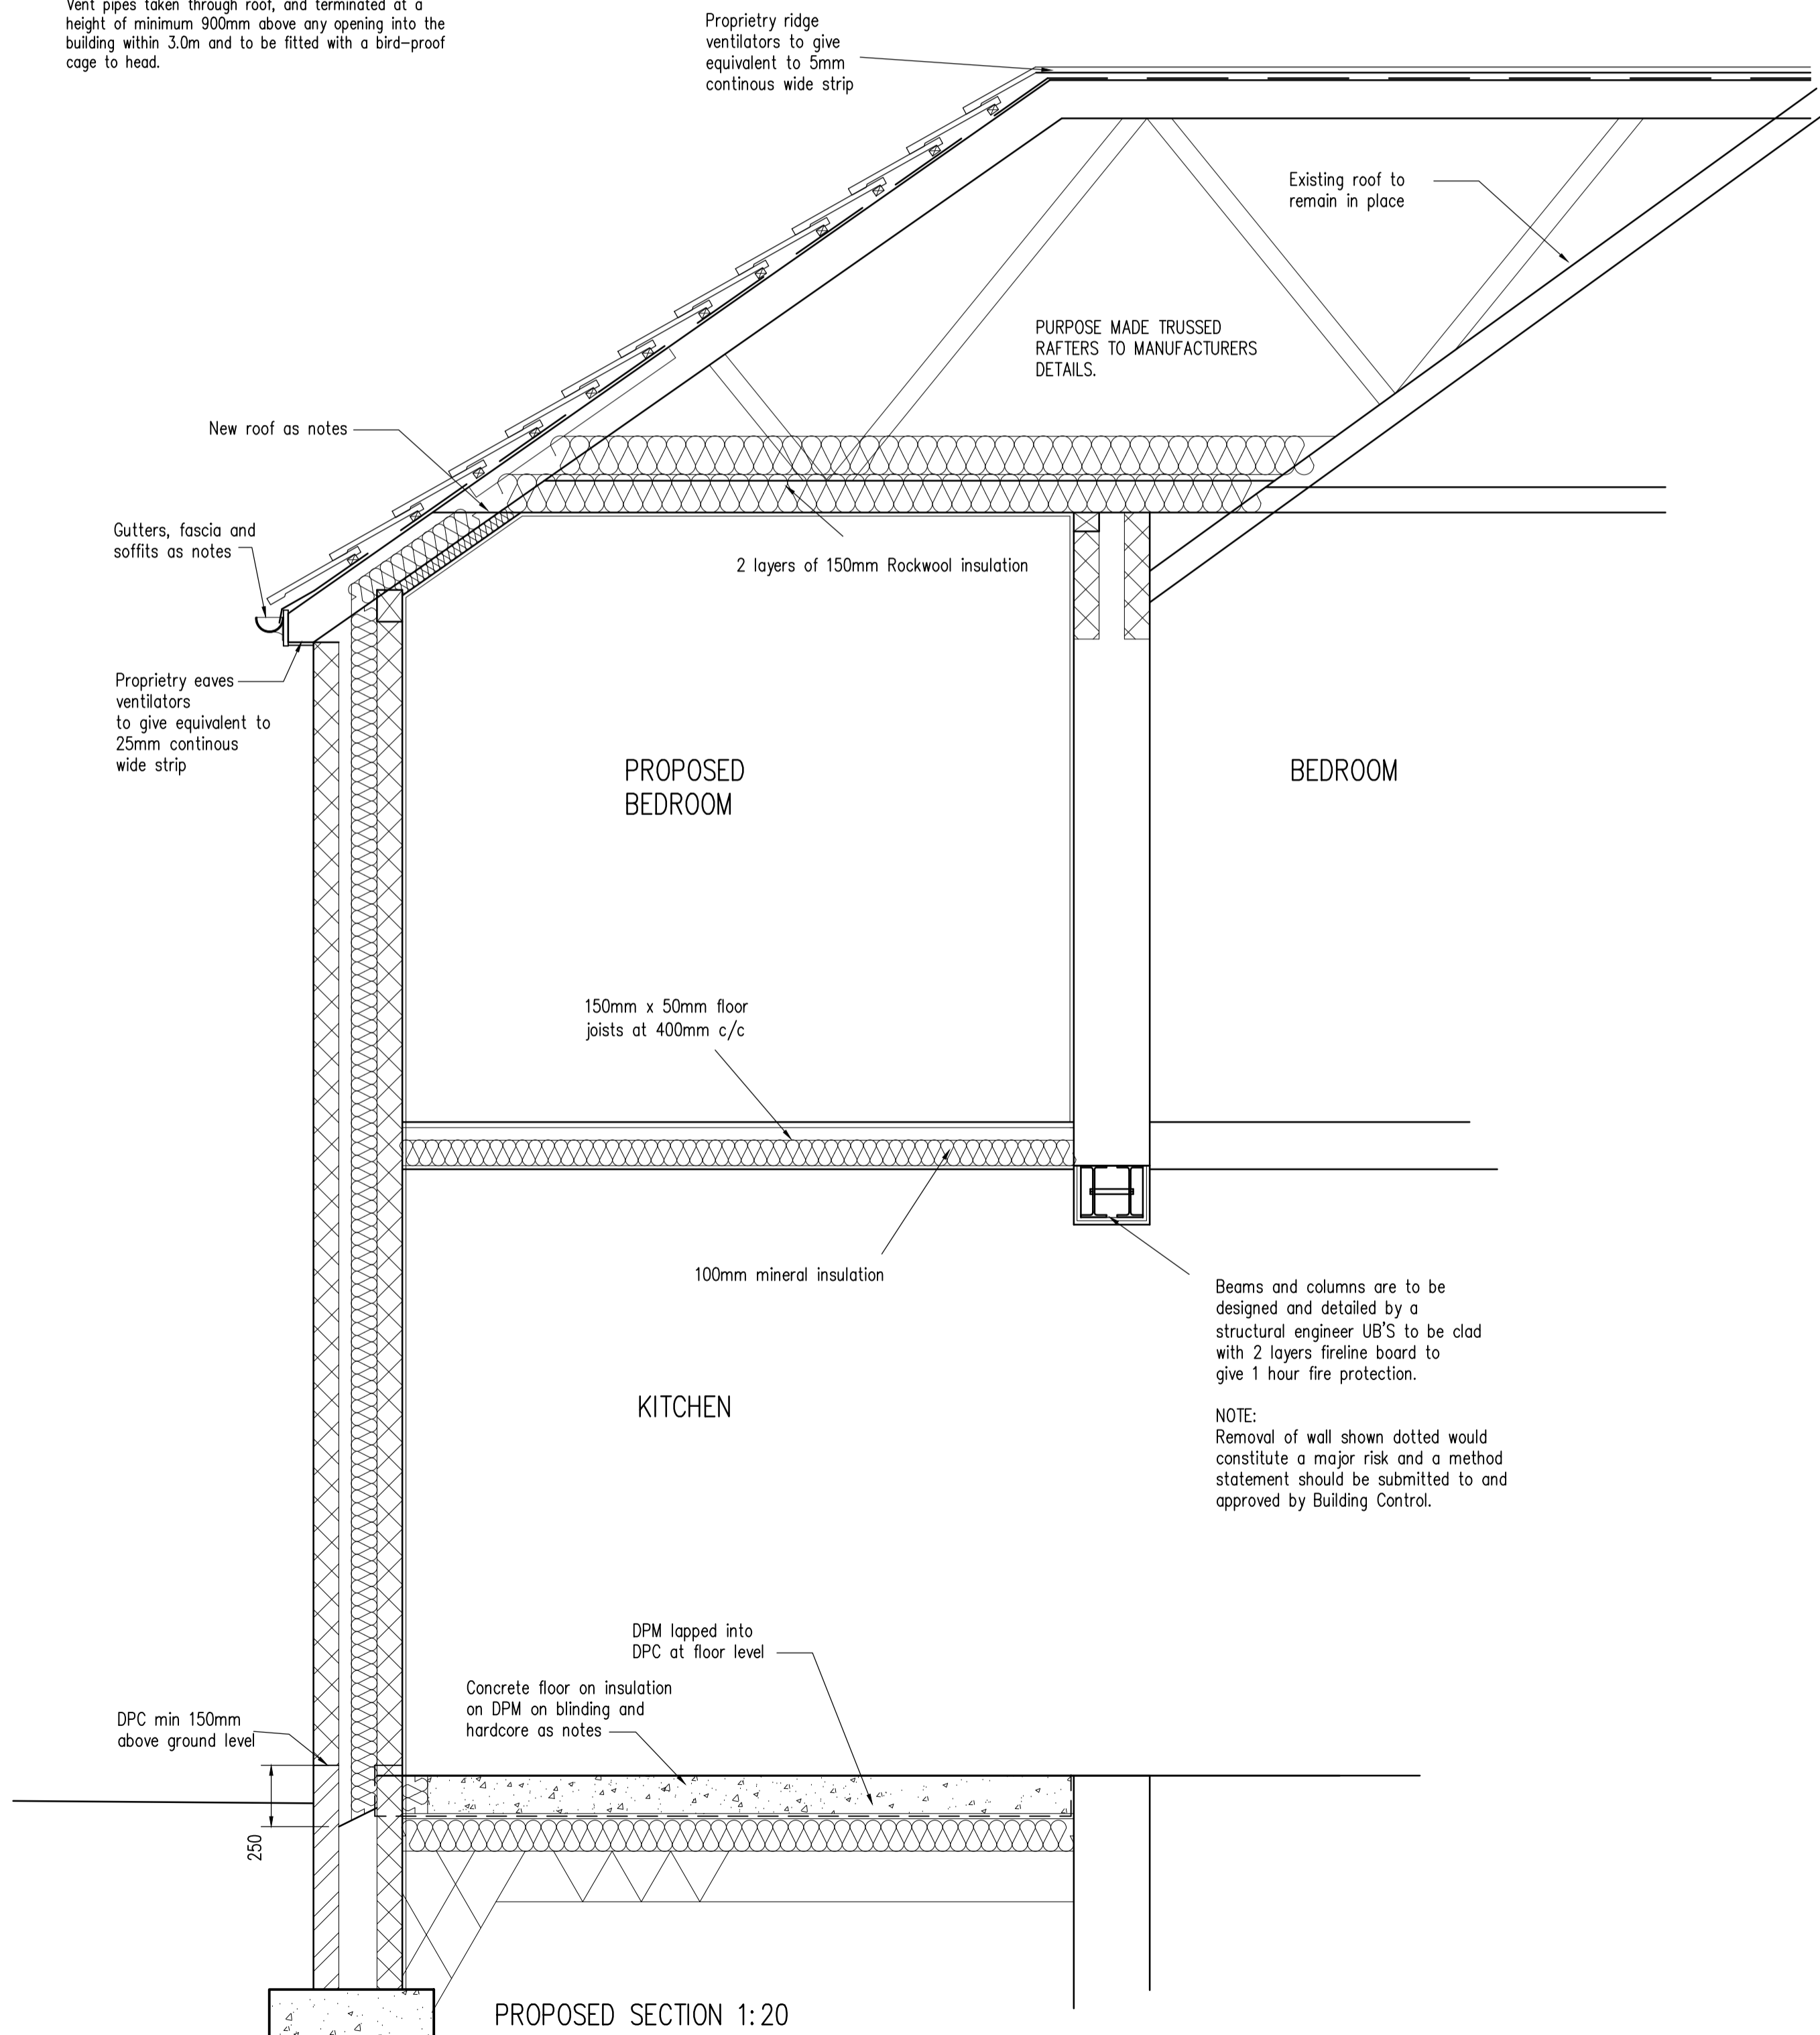 Vent pipes taken through roof, and terminated at a
height of minimum 900mm above any opening into the
building within 3.0m and to be fitted with a bird-proof
cage to head.
Proprietry ridge
ventilators to give
equivalent to 5mm
continous wide strip
Existing roof to
remain in place
PURPOSE MADE TRUSSED
RAFTERS TO MANUFACTURERS
DETAILS.
New roof as notes
Gutters, fascia and
soffits as notes
2 layers of 150mm Rockwool insulation
Proprietry eaves
ventilators
to give equivalent to
25mm continous
wide strip
PROPOSED
BEDROOM
BEDROOM
150mm x 50mm floor
joists at 400mm c/c
100mm mineral insulation
Beams and columns are to be
designed and detailed by a
structural engineer UB'S to be clad
with 2 layers fireline board to
give 1 hour fire protection.
NOTE:
Removal of wall shown dotted would
constitute a major risk and a method
statement should be submitted to and
approved by Building Control.
KITCHEN
DPM lapped into
DPC at floor level
Concrete floor on insulation
on DPM on blinding and
hardcore as notes
DPC min 150mm
above ground level
250
PROPOSED SECTION 1:20